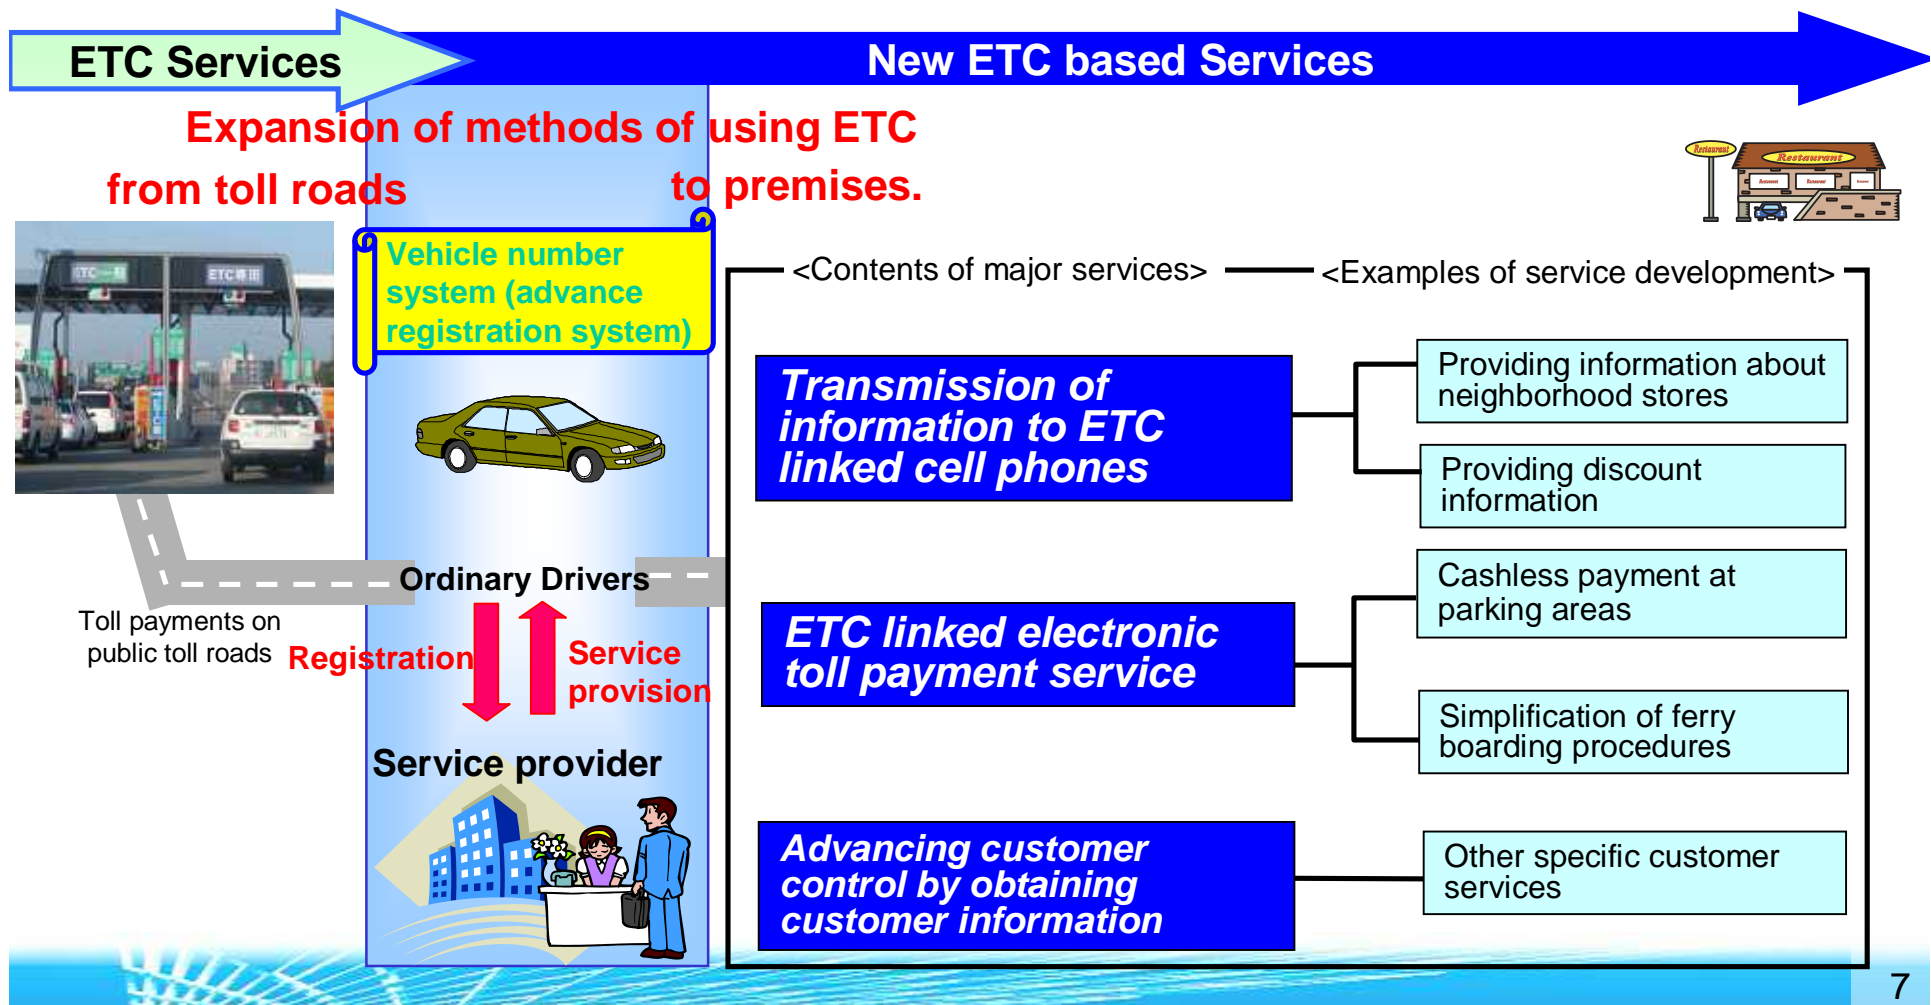 ETC Services
New ETC based Services
Expansion of methods of using ETC
from toll roads
to premises.
Restaurant
Restaurant
Vehicle number
system (advance
registration system)
<Contents of major services>
<Examples of service development>
Transmission of
information to ETC
linked cell phones
Providing information about
neighborhood stores
Providing discount
information
Ordinary Drivers
Toll payments on
public toll roads
Registration
Service
provision
ETC linked electronic
toll payment service
Cashless payment at
parking areas
Simplification of ferry
boarding procedures
Service provider
Advancing customer
control by obtaining
customer information
Other specific customer
services
7